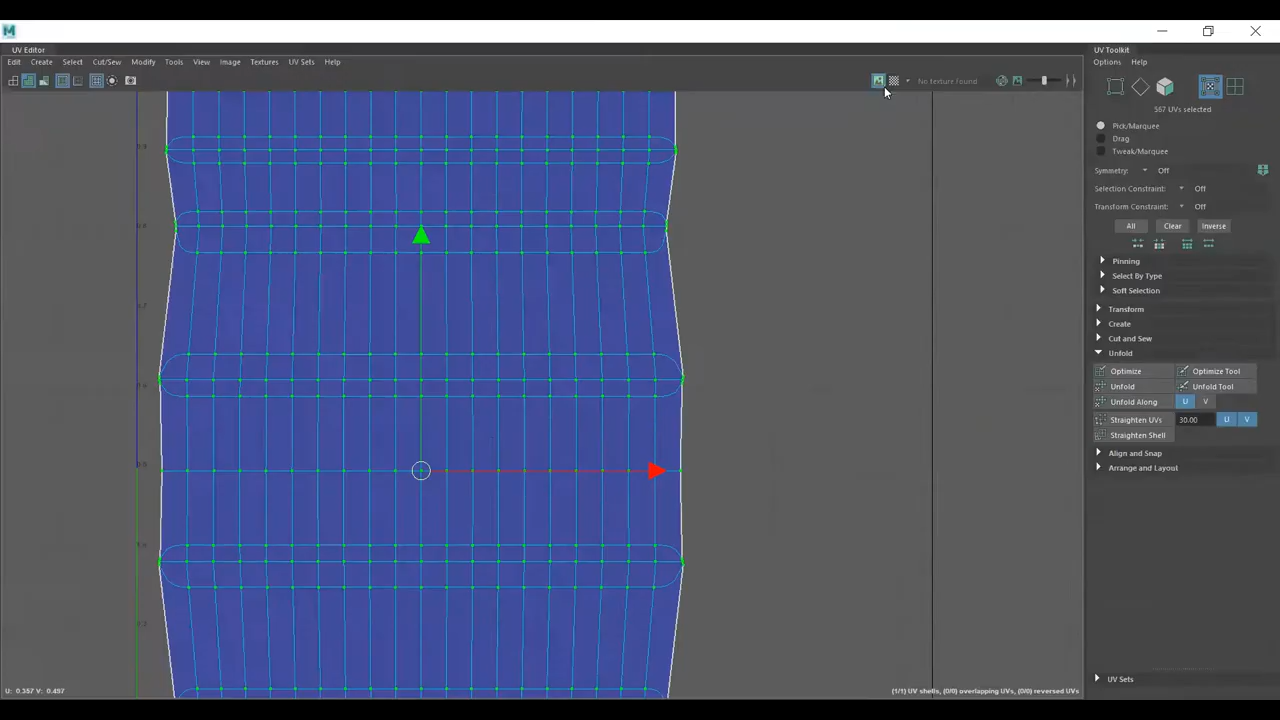 M
UV Editor
UV Toolkit
Edit Create Select Cut/Sew Modify Tools View Image Textures UV Sets Help
Options Help
No texture found
567 UVs selected
Pick/Marquee
Drag
Tweak/Marquee
Symmetry: Off
Selection Constraint: Off
Transform Constraint: Off
All Clear Inverse
Pinning
Select By Type
Soft Selection
Transform
Create
Cut and Sew
Unfold
Optimize Optimize Tool
Unfold Unfold Tool
Unfold Along U V
Straighten UVs 30.00 U V
Straighten Shell
Align and Snap
Arrange and Layout
UV Sets
U: 0.357 V: 0.497
(1/1) UV shells, (0/0) overlapping UVs, (0/0) reversed UVs